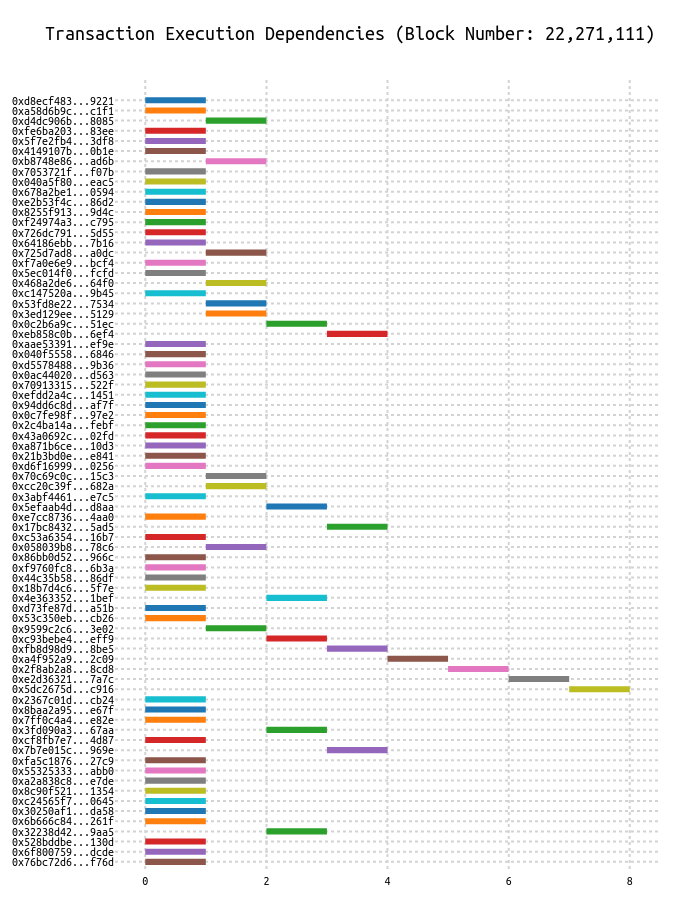 Transaction Execution Dependencies (Block Number: 22,271,111)
0xd8ecf483...9221
0xa58d6b9c...c1f1
0xd4dc906b...8085
0xfe6ba203...83ee
0x5f7e2fb4...3df8
0x4149107b...0b1e
0xb8748e86...ad6b
0x7053721f...f07b
0x040a5f80...eac5
0x678a2be1...0594
0xe2b53f4c...86d2
0x8255f913...9d4c
0xf24974a3...c795
0x726dc791...5d55
0x64186ebb...7b16
0x725d7ad8...a0dc
0xf7a0e6e9...bcf4
0x5ec014f0...fcfd
0x468a2de6...64f0
0xc147520a...9b45
0x53fd8e22...7534
0x3ed129ee...5129
0x0c2b6a9c...51ec
0xeb858c0b...6ef4
0xaae53391...ef9e
0x040f5558...6846
0xd5578488...9b36
0x0ac44020...d563
0x70913315...522f
0xefdd2a4c...1451
0x94dd6c8d...af7f
0x0c7fe98f...97e2
0x2c4ba14a...febf
0x43a0692c...02fd
0xa871b6ce...10d3
0x21b3bd0e...e841
0xd6f16999...0256
0x70c69c0c...15c3
0xcc20c39f...682a
0x3abf4461...e7c5
0x5efaab4d...d8aa
0xe7cc8736...4aa0
0x17bc8432...5ad5
0xc53a6354...16b7
0x058039b8...78c6
0x86bb0d52...966c
0xf9760fc8...6b3a
0x44c35b58...86df
0x18b7d4c6...5f7e
0x4e363352...1bef
0xd73fe87d...a51b
0x53c350eb...cb26
0x9599c2c6...3e02
0xc93bebe4...eff9
0xfb8d98d9...8be5
0xa4f952a9...2c09
0x2f8ab2a8...8cd8
0xe2d36321...7a7c
0x5dc2675d...c916
0x2367c01d...cb24
0x8baa2a95...e67f
0x7ff0c4a4...e82e
0x3fd090a3...67aa
0xcf8fb7e7...4d87
0x7b7e015c...969e
0xfa5c1876...27c9
0x55325333...abb0
0xa2a838c8...e7de
0x8c90f521...1354
0xc24565f7...0645
0x30250af1...da58
0x6b666c84...261f
0x32238d42...9aa5
0x528bddbe...130d
0x6f800759...dcde
0x76bc72d6...f76d
0 2 4 6 8